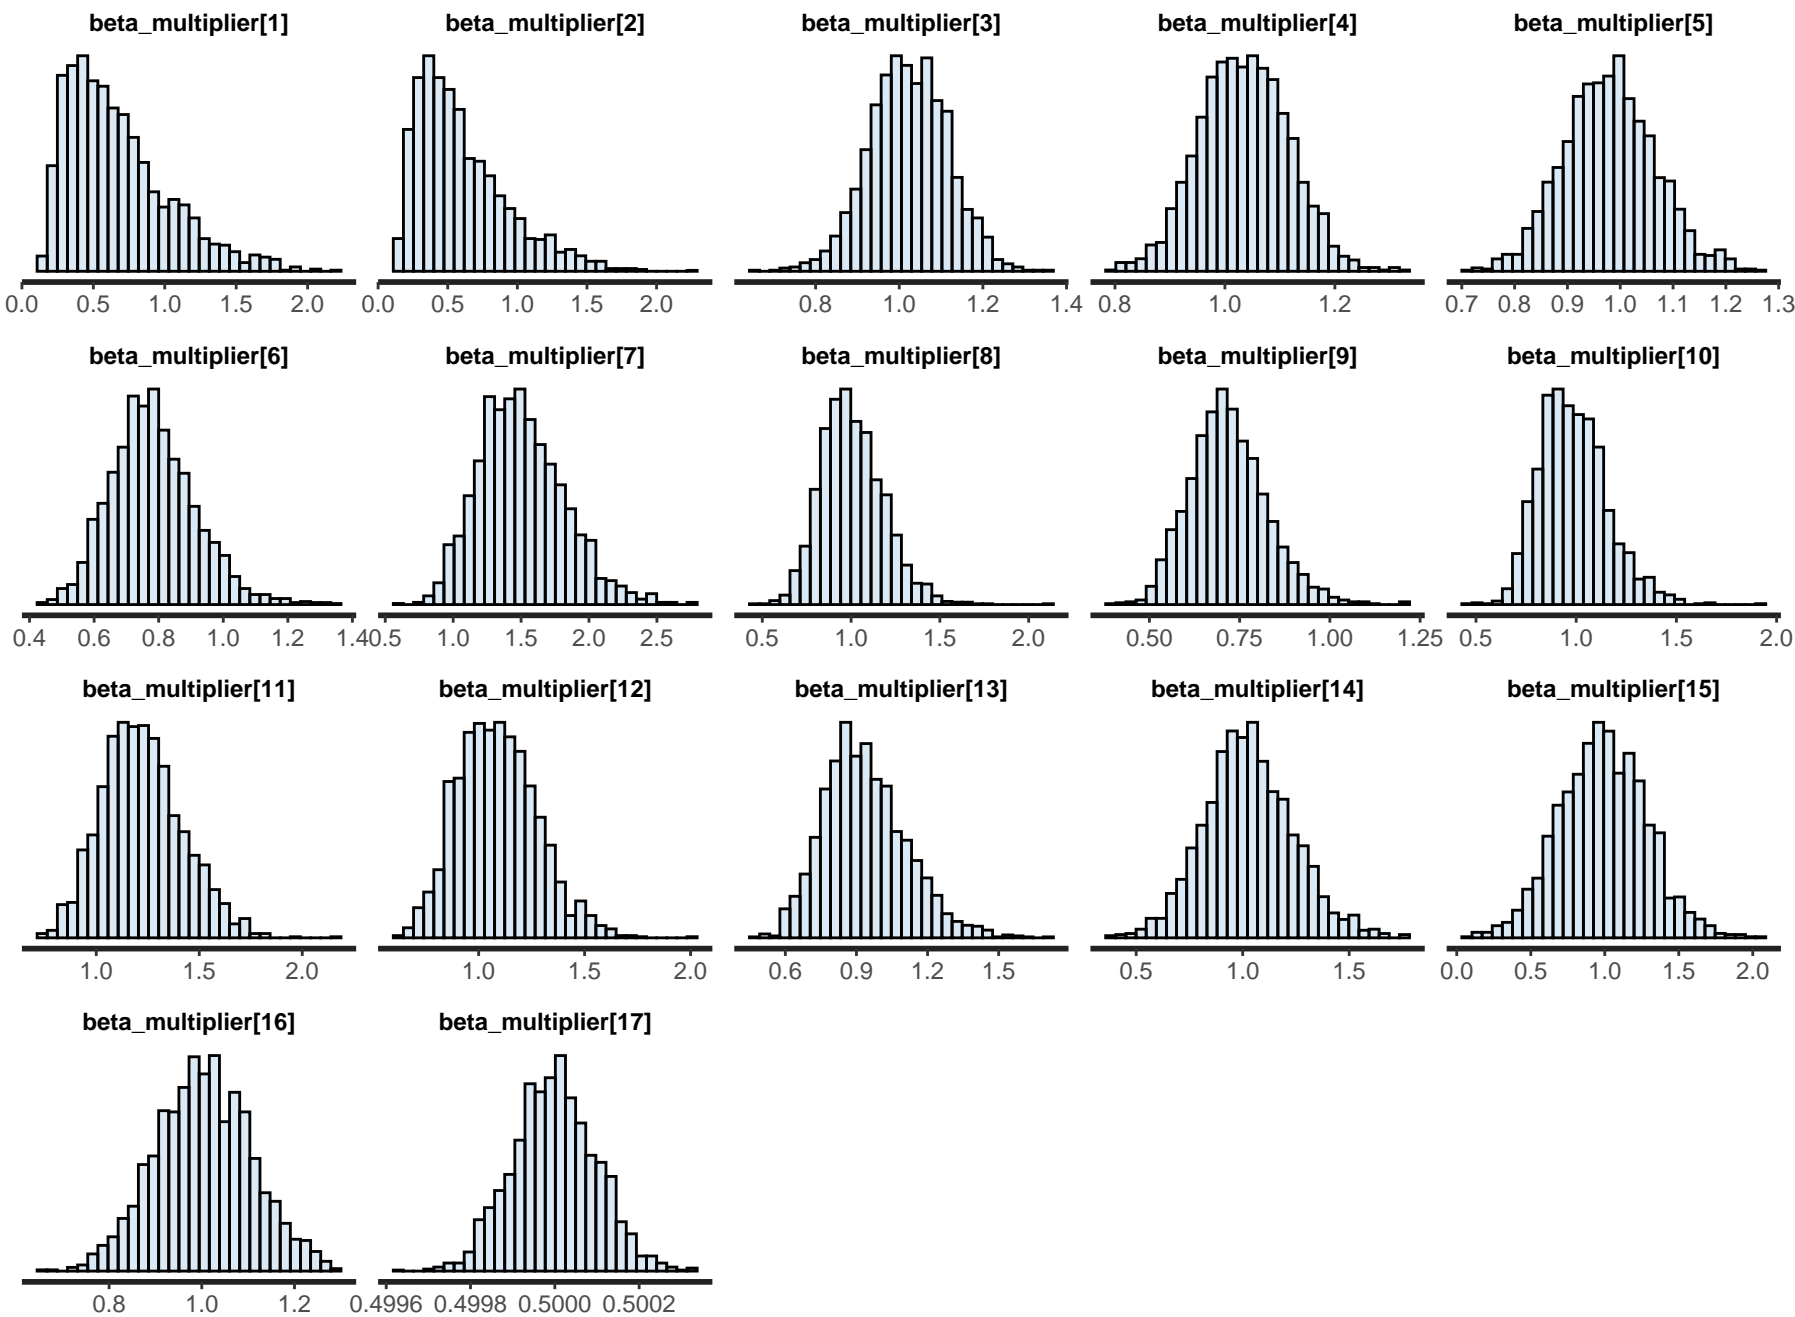 beta_multiplier[1] beta_multiplier[2] beta_multiplier[3] beta_multiplier[4] beta_multiplier[5]
0.0 0.5 1.0 1.5 2.0 0.0 0.5 1.0 1.5 2.0 0.8 1.0 1.2 1.4 0.8 1.0 1.2 0.7 0.8 0.9 1.0 1.1 1.2 1.3
beta_multiplier[6] beta_multiplier[7] beta_multiplier[8] beta_multiplier[9] beta_multiplier[10]
0.4 0.6 0.8 1.0 1.2 1.4 0.5 1.0 1.5 2.0 2.5 0.5 1.0 1.5 2.0 0.50 0.75 1.00 1.25 0.5 1.0 1.5 2.0
beta_multiplier[11] beta_multiplier[12] beta_multiplier[13] beta_multiplier[14] beta_multiplier[15]
1.0 1.5 2.0 1.0 1.5 2.0 0.6 0.9 1.2 1.5 0.5 1.0 1.5 0.0 0.5 1.0 1.5 2.0
beta_multiplier[16] beta_multiplier[17]
0.8 1.0 1.2 0.4996 0.4998 0.5000 0.5002